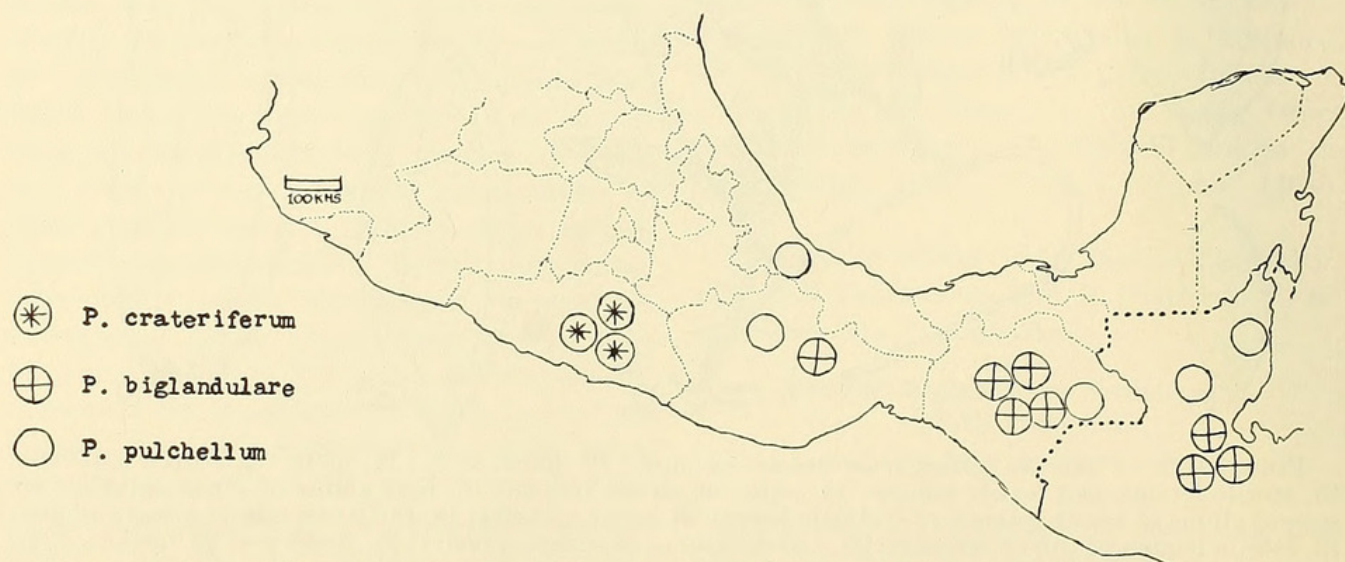 100 KMS
P. crateriferum
P. biglandulare
P. pulchellum